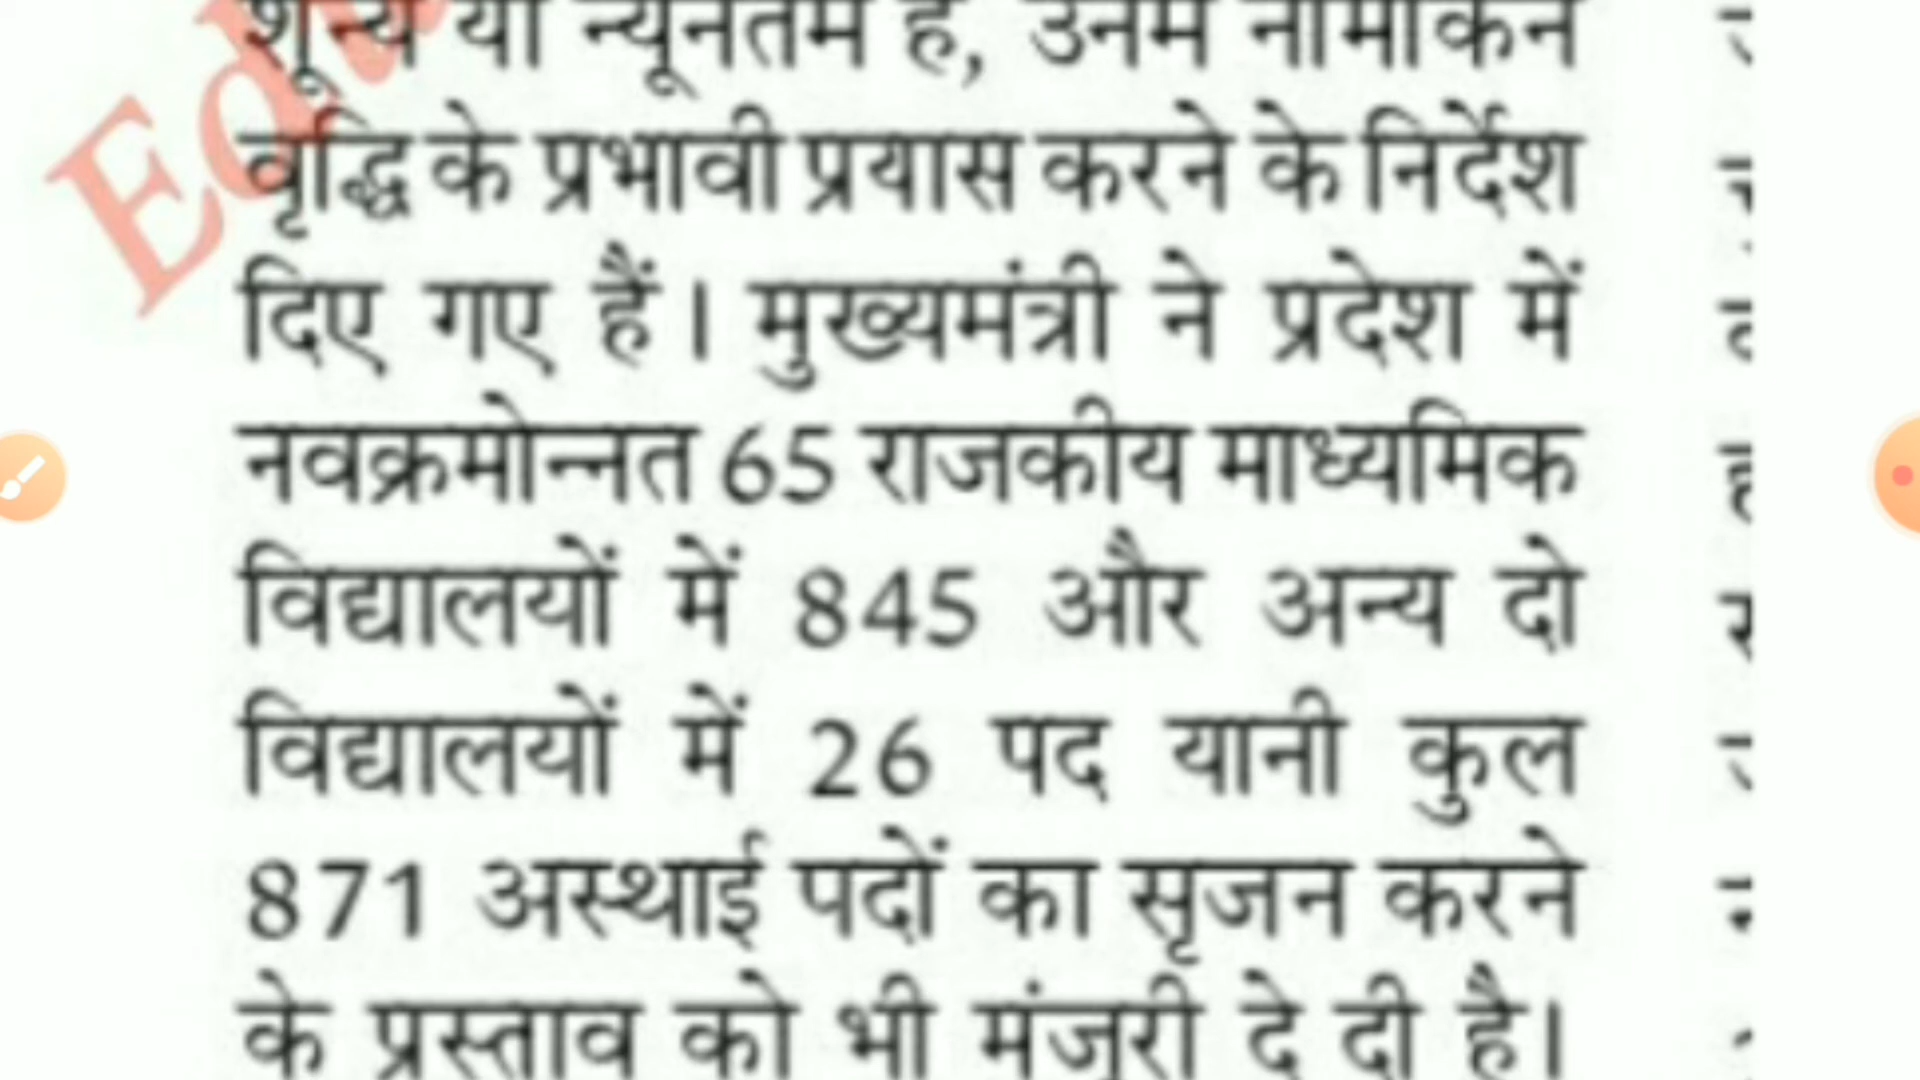 शून्य या न्यूनतम है, उनमें नामांकन
वृद्धि के प्रभावी प्रयास करने के निर्देश
दिए गए हैं। मुख्यमंत्री ने प्रदेश में
नवक्रमोन्नत 65 राजकीय माध्यमिक
विद्यालयों में 845 और अन्य दो
विद्यालयों में 26 पद यानी कुल
871 अस्थाई पदों का सृजन करने
के प्रस्ताव को भी मंजूरी दे दी है।